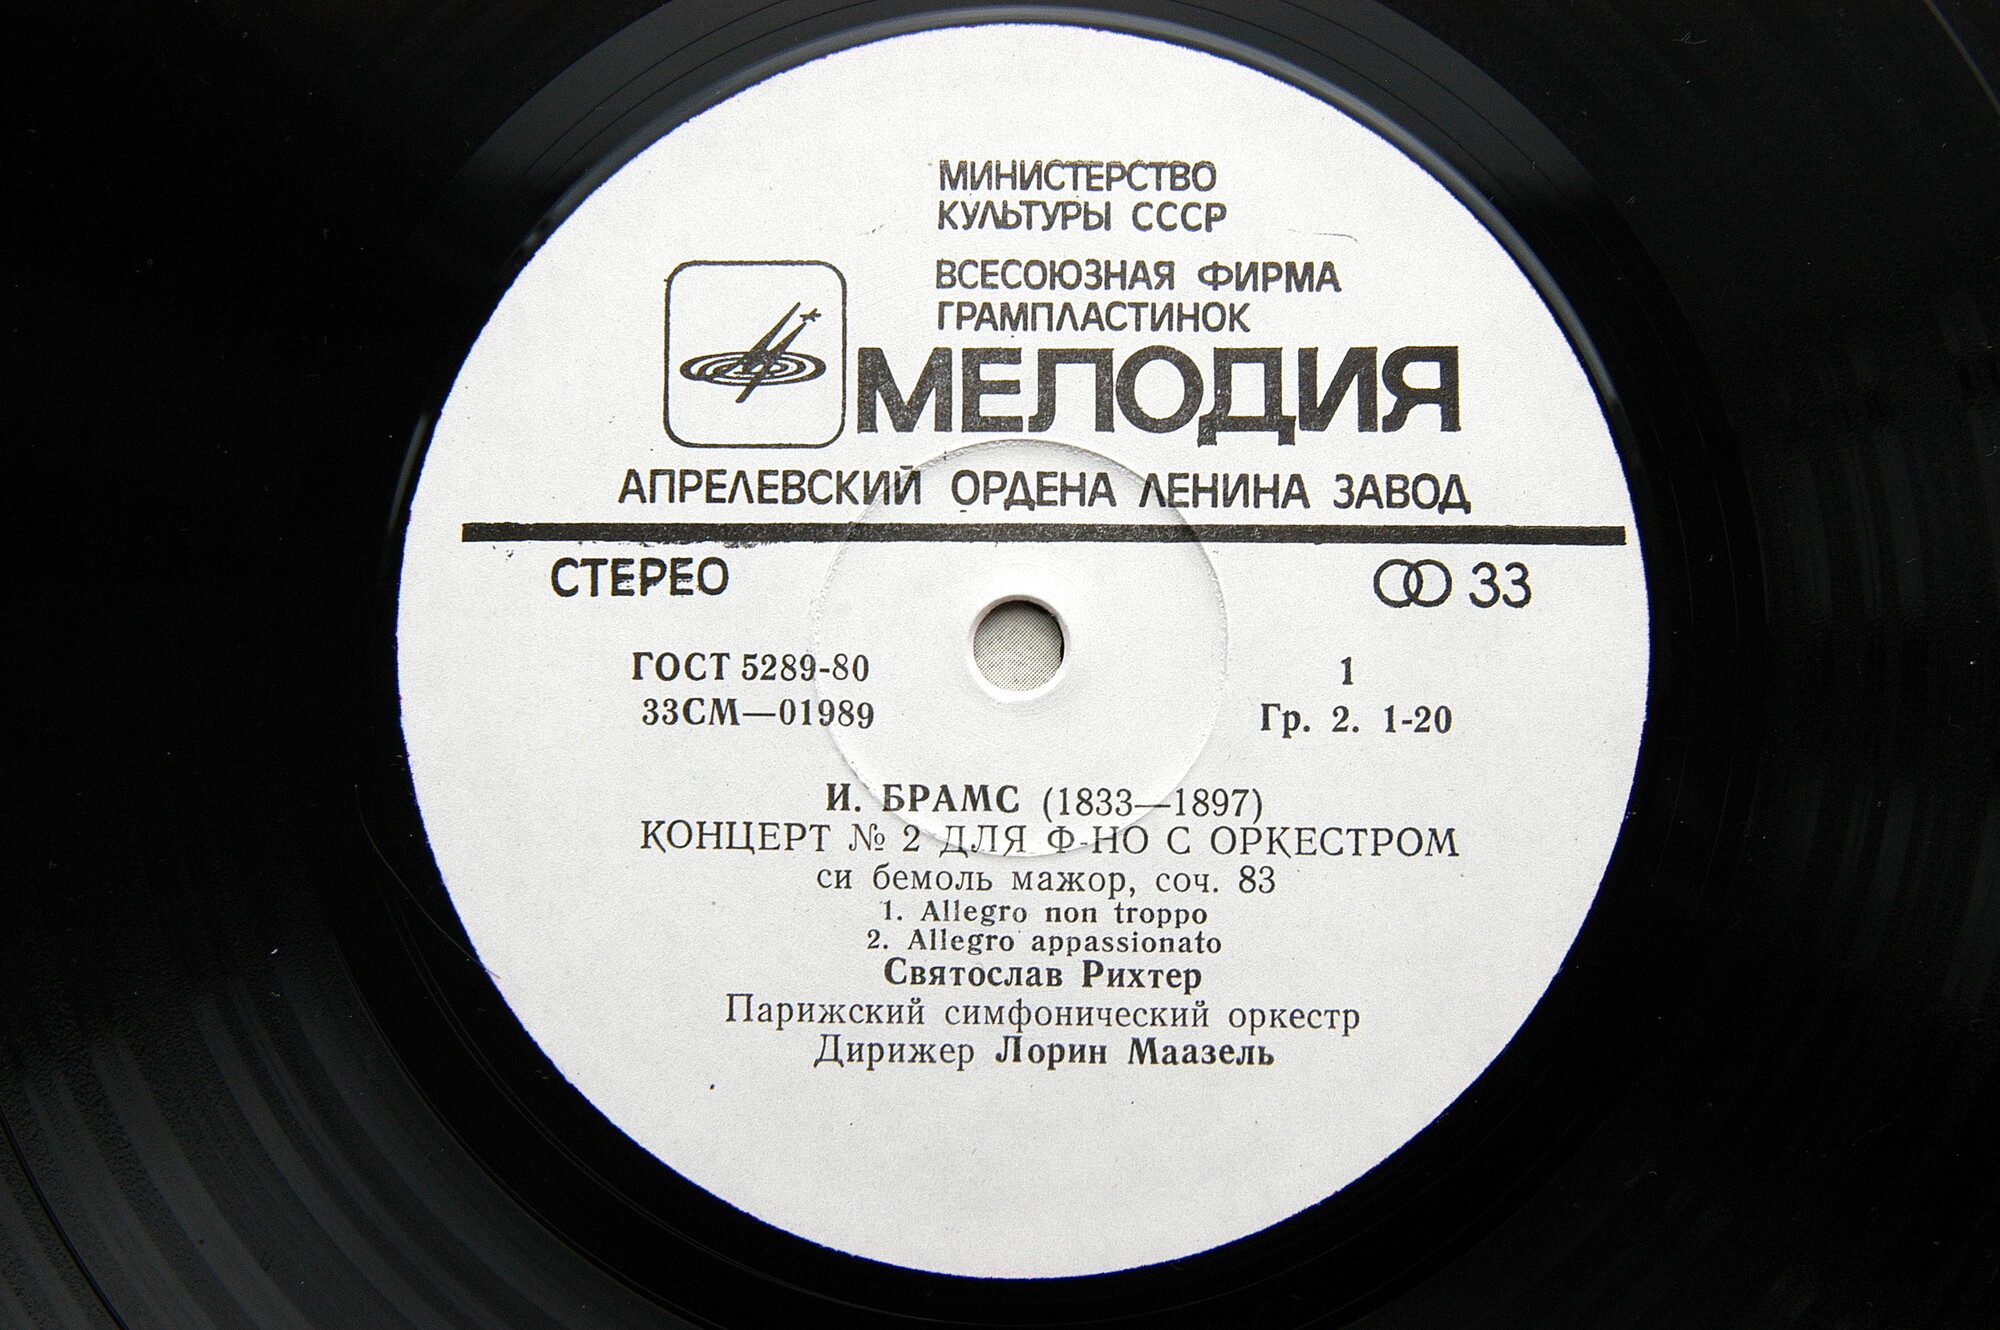 МИНИСТЕРСТВО
КУЛЬТУРЫ СССР
ВСЕСОЮЗНАЯ ФИРМА
ГРАМПЛАСТИНОК
МЕЛОДИЯ
АПРЕЛЕВСКИЙ ОРДЕНА ЛЕНИНА ЗАВОД
СТЕРЕО 33
ГОСТ 5289-80 1
33СМ—01989 Гр. 2. 1-20
И. БРАМС (1833—1897)
КОНЦЕРТ № 2 ДЛЯ Ф-НО С ОРКЕСТРОМ
си бемоль мажор, соч. 83
1. Allegro non troppo
2. Allegro appassionato
Святослав Рихтер
Парижский симфонический оркестр
Дирижер Лорин Маазель